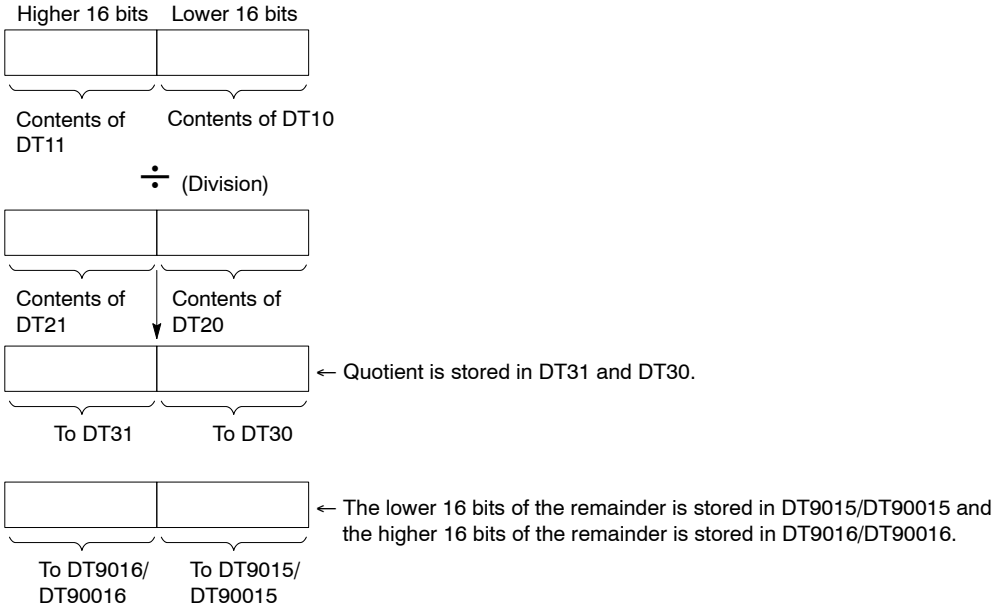 Higher 16 bits Lower 16 bits
Contents of
DT11
Contents of DT10
÷ (Division)
Contents of
DT21
Contents of
DT20
← Quotient is stored in DT31 and DT30.
To DT31 To DT30
← The lower 16 bits of the remainder is stored in DT9015/DT90015 and
the higher 16 bits of the remainder is stored in DT9016/DT90016.
To DT9016/
DT90016
To DT9015/
DT90015